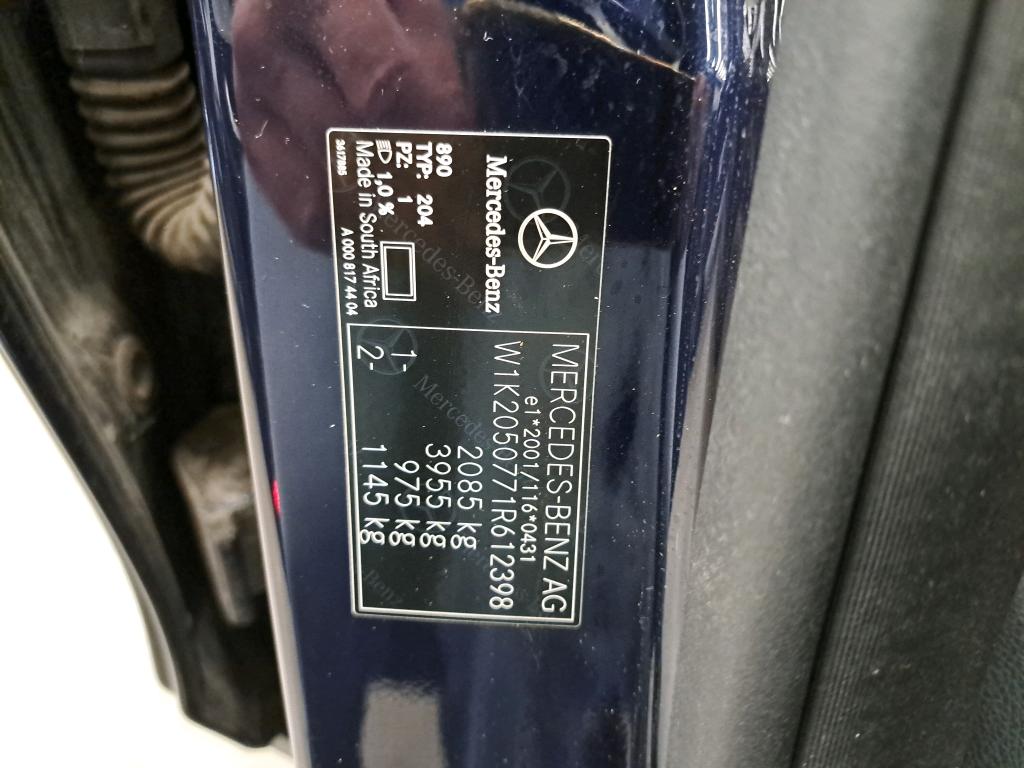 Mercedes-Benz
890
TYP: 204
PZ: 1
1,0 %
Made in South Africa
2617885
A 000 817 44 04
MERCEDES-BENZ AG
e1*2001/116*0431
W1K2050771R612398
2085 kg
3955 kg
1- 975 kg
2- 1145 kg